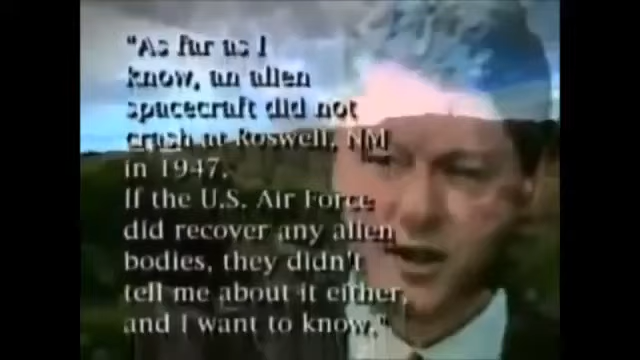 "As far as I
know, an alien
spacecraft did not
crash at Roswell, NM
in 1947.
If the U.S. Air Force
did recover any alien
bodies, they didn't
tell me about it either,
and I want to know."